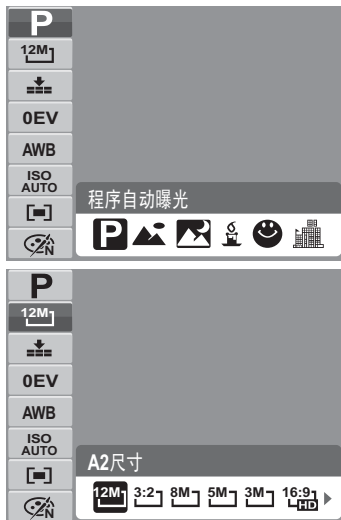 P
12M
0EV
AWB
ISO
AUTO
N
程序自动曝光
P
P
12M
0EV
AWB
ISO
AUTO
N
A2尺寸
12M 3:2 8M 5M 3M 16:9 HD